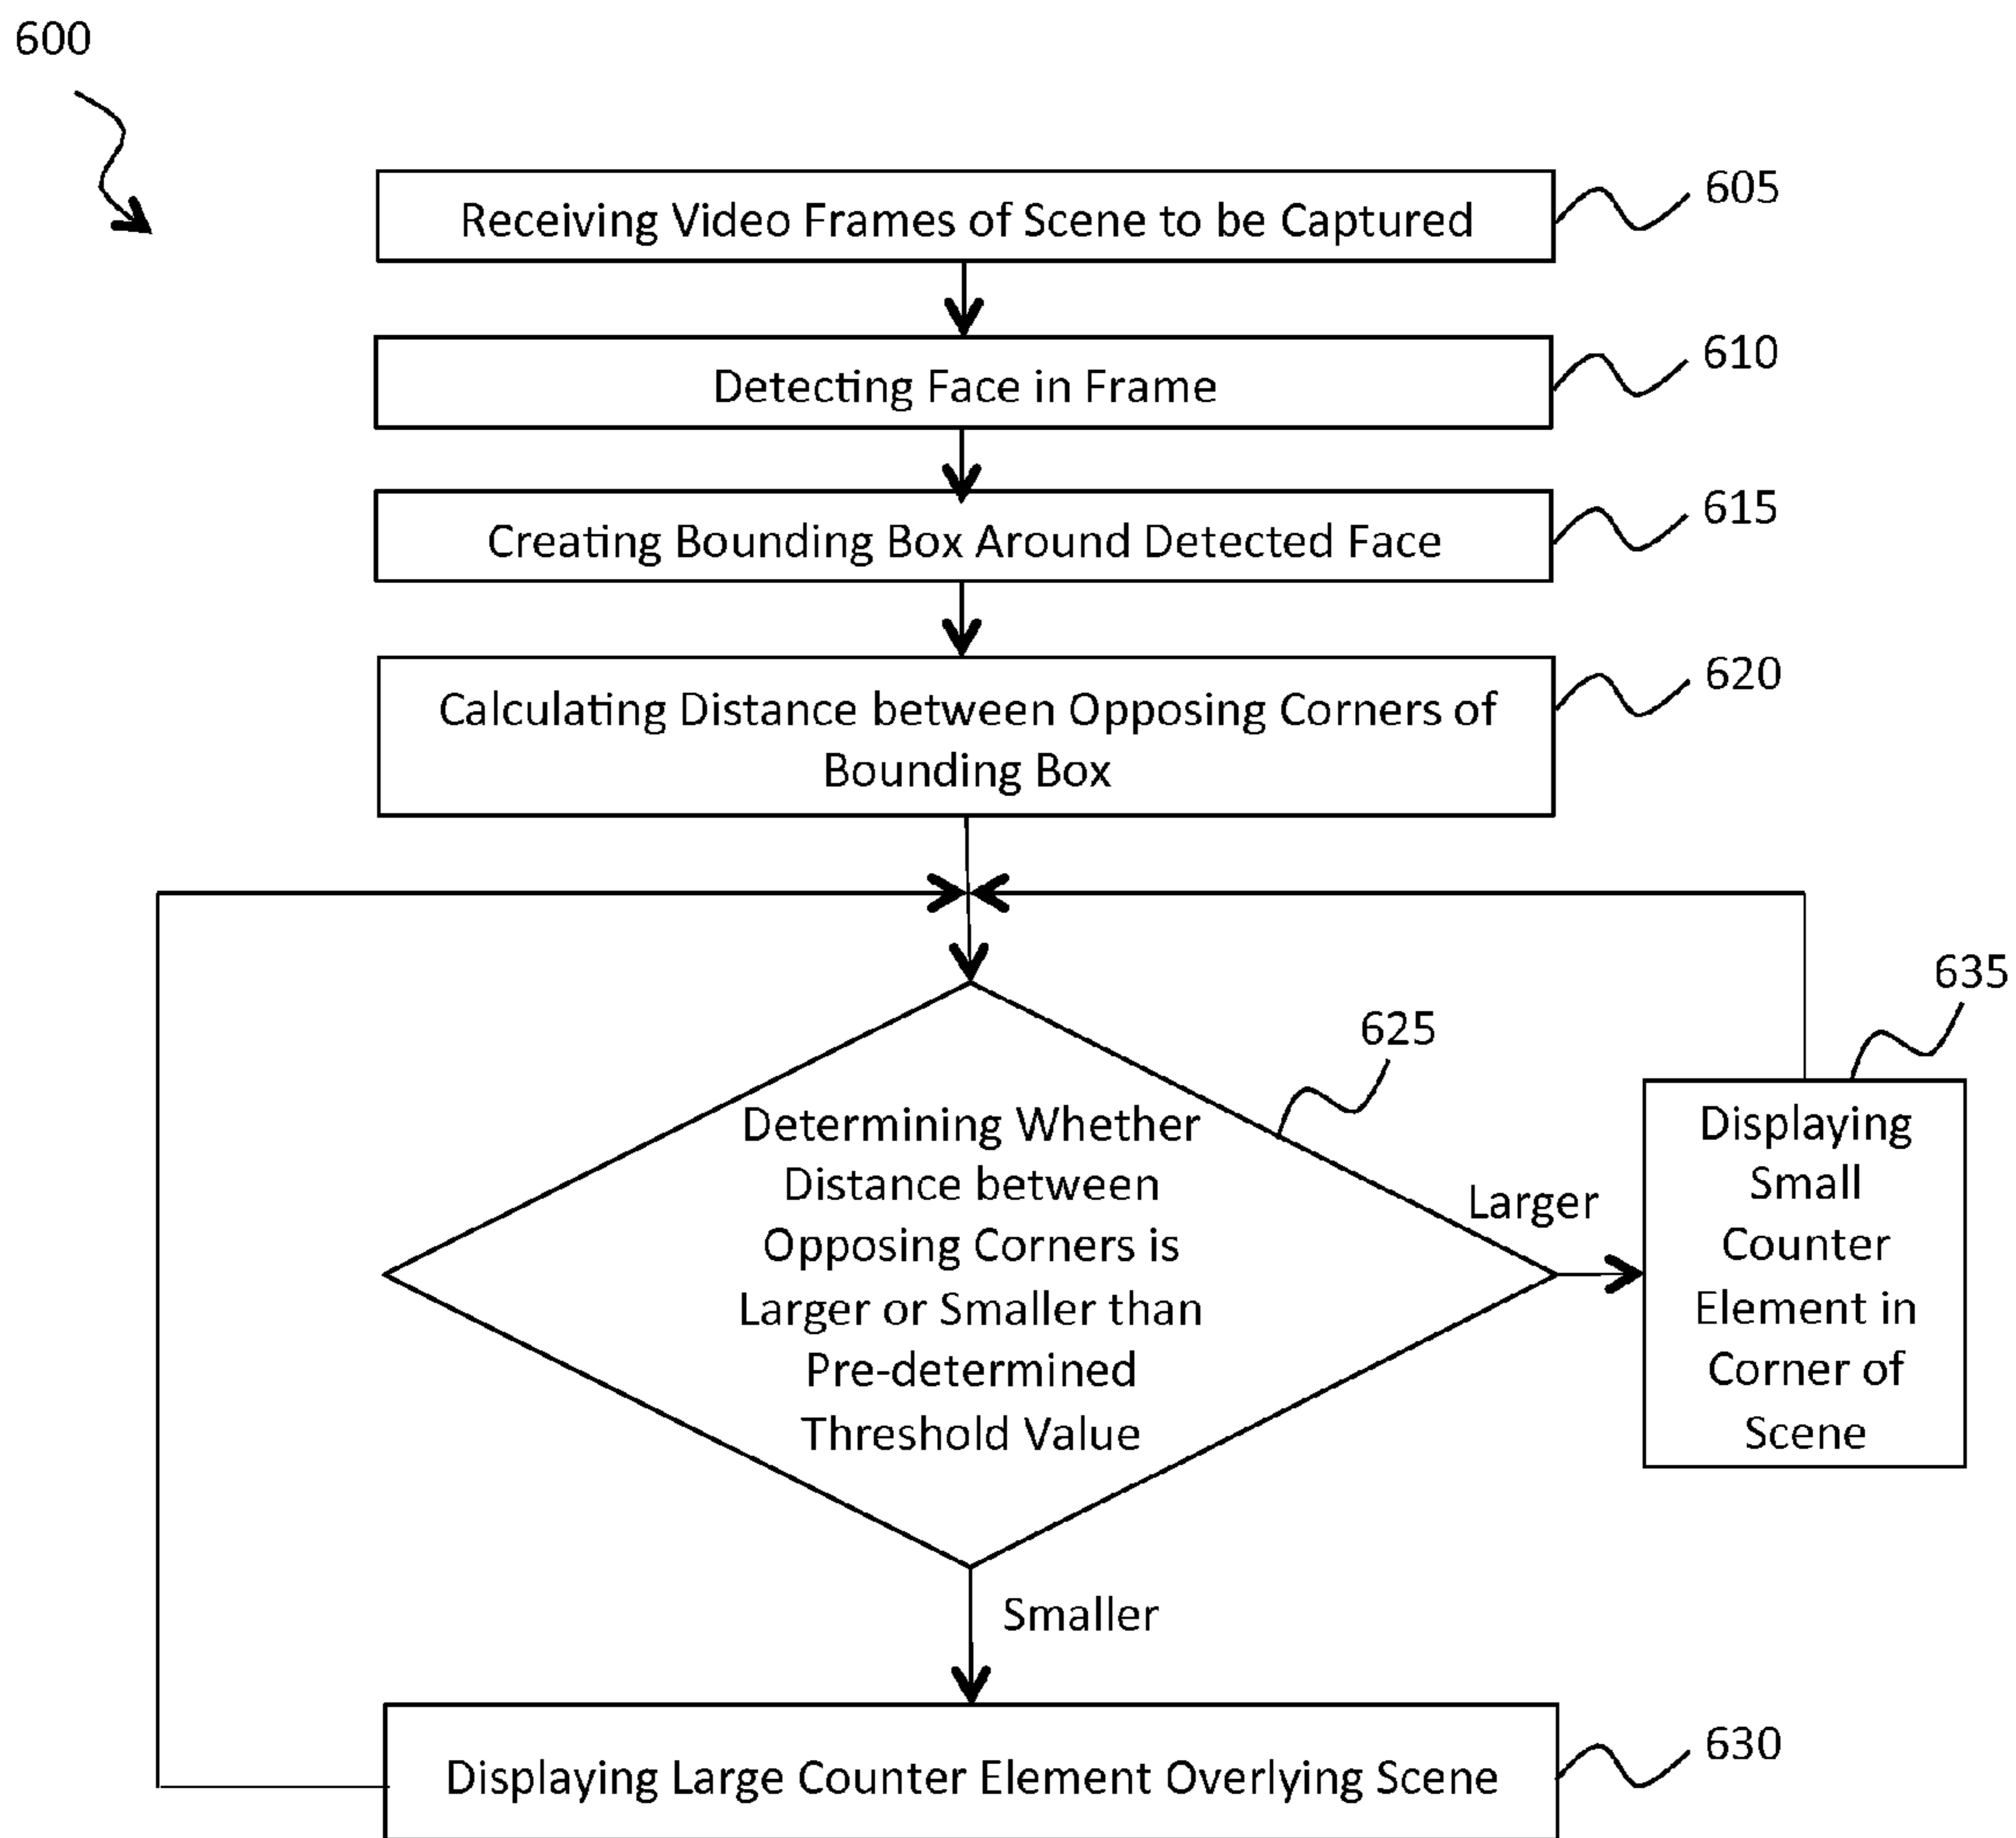 600
Receiving Video Frames of Scene to be Captured
605
Detecting Face in Frame
610
Creating Bounding Box Around Detected Face
615
Calculating Distance between Opposing Corners of
Bounding Box
620
Determining Whether
Distance between
Opposing Corners is
Larger or Smaller than
Pre-determined
Threshold Value
625
Larger
635
Displaying
Small
Counter
Element in
Corner of
Scene
Smaller
Displaying Large Counter Element Overlying Scene
630